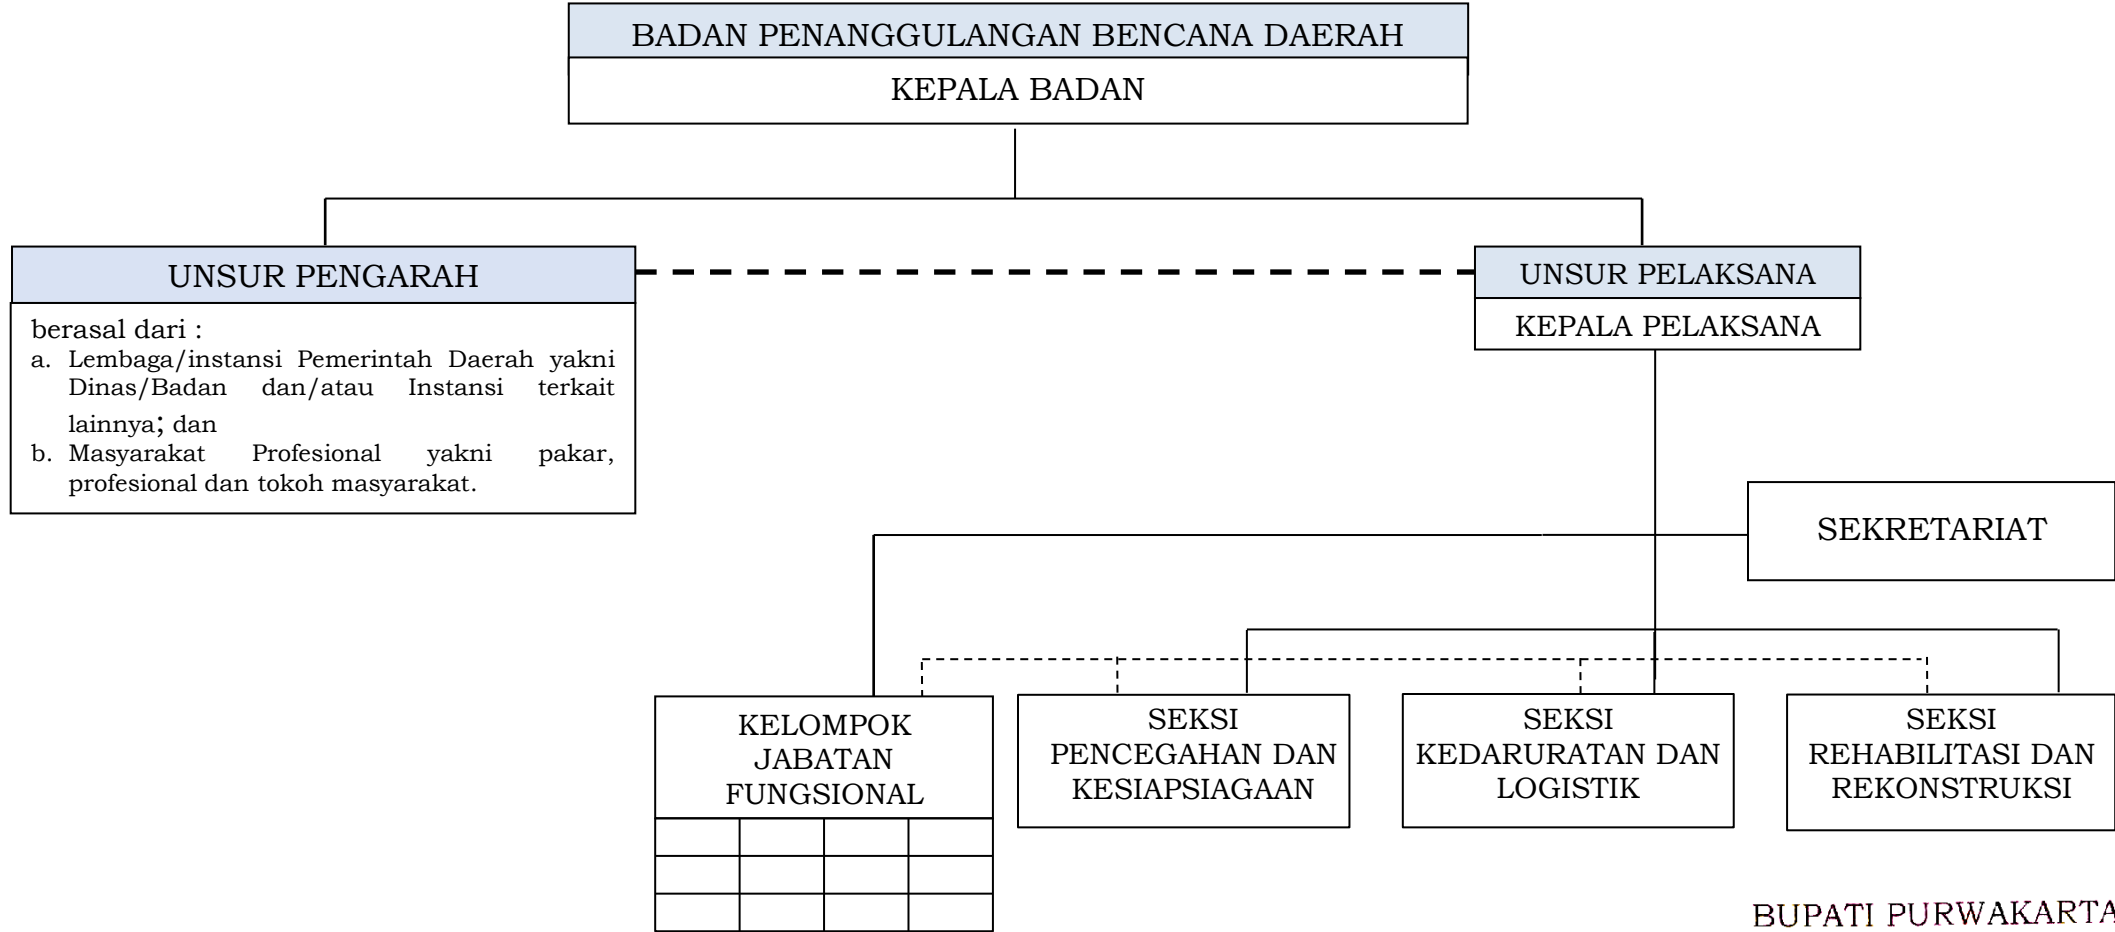 BADAN PENANGGULANGAN BENCANA DAERAH
KEPALA BADAN
UNSUR PENGARAH
berasal dari :
a. Lembaga/instansi Pemerintah Daerah yakni
Dinas/Badan dan/atau Instansi terkait
lainnya; dan
b. Masyarakat Profesional yakni pakar,
profesional dan tokoh masyarakat.
UNSUR PELAKSANA
KEPALA PELAKSANA
SEKRETARIAT
KELOMPOK
JABATAN
FUNGSIONAL
SEKSI
PENCEGAHAN DAN
KESIAPSIAGAAN
SEKSI
KEDARURATAN DAN
LOGISTIK
SEKSI
REHABILITASI DAN
REKONSTRUKSI
BUPATI PURWAKARTA